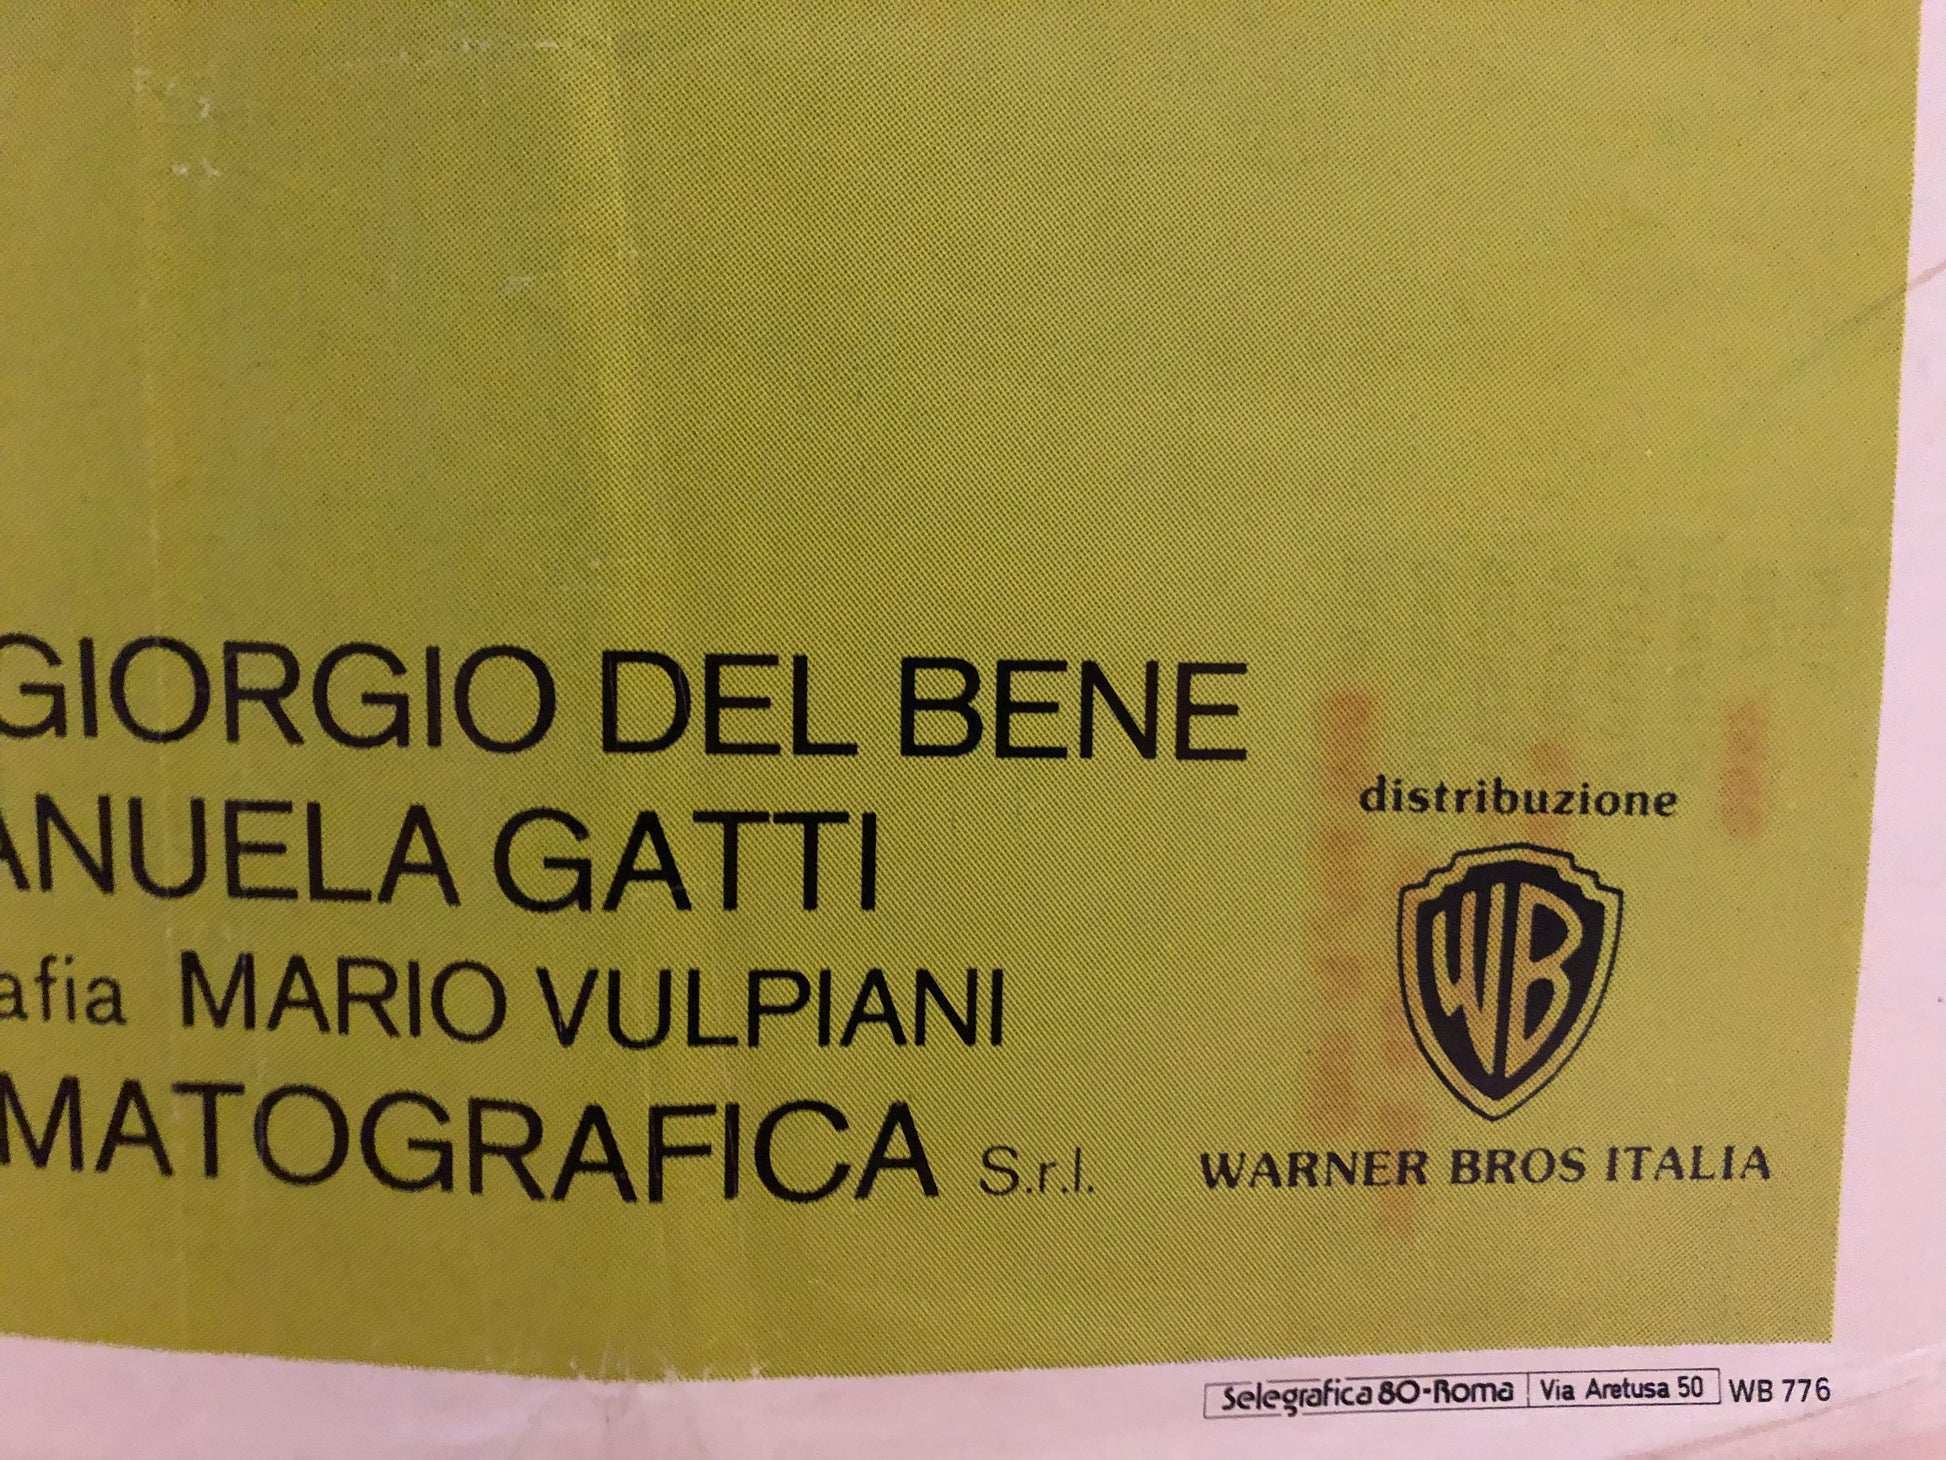 GIORGIO DEL BENE
ANUELA GATTI
afia MARIO VULPIANI
MATOGRAFICA S.r.l.
distribuzione
WB
WARNER BROS ITALIA
Selegrafica 80-Roma Via Aretusa 50 WB 776